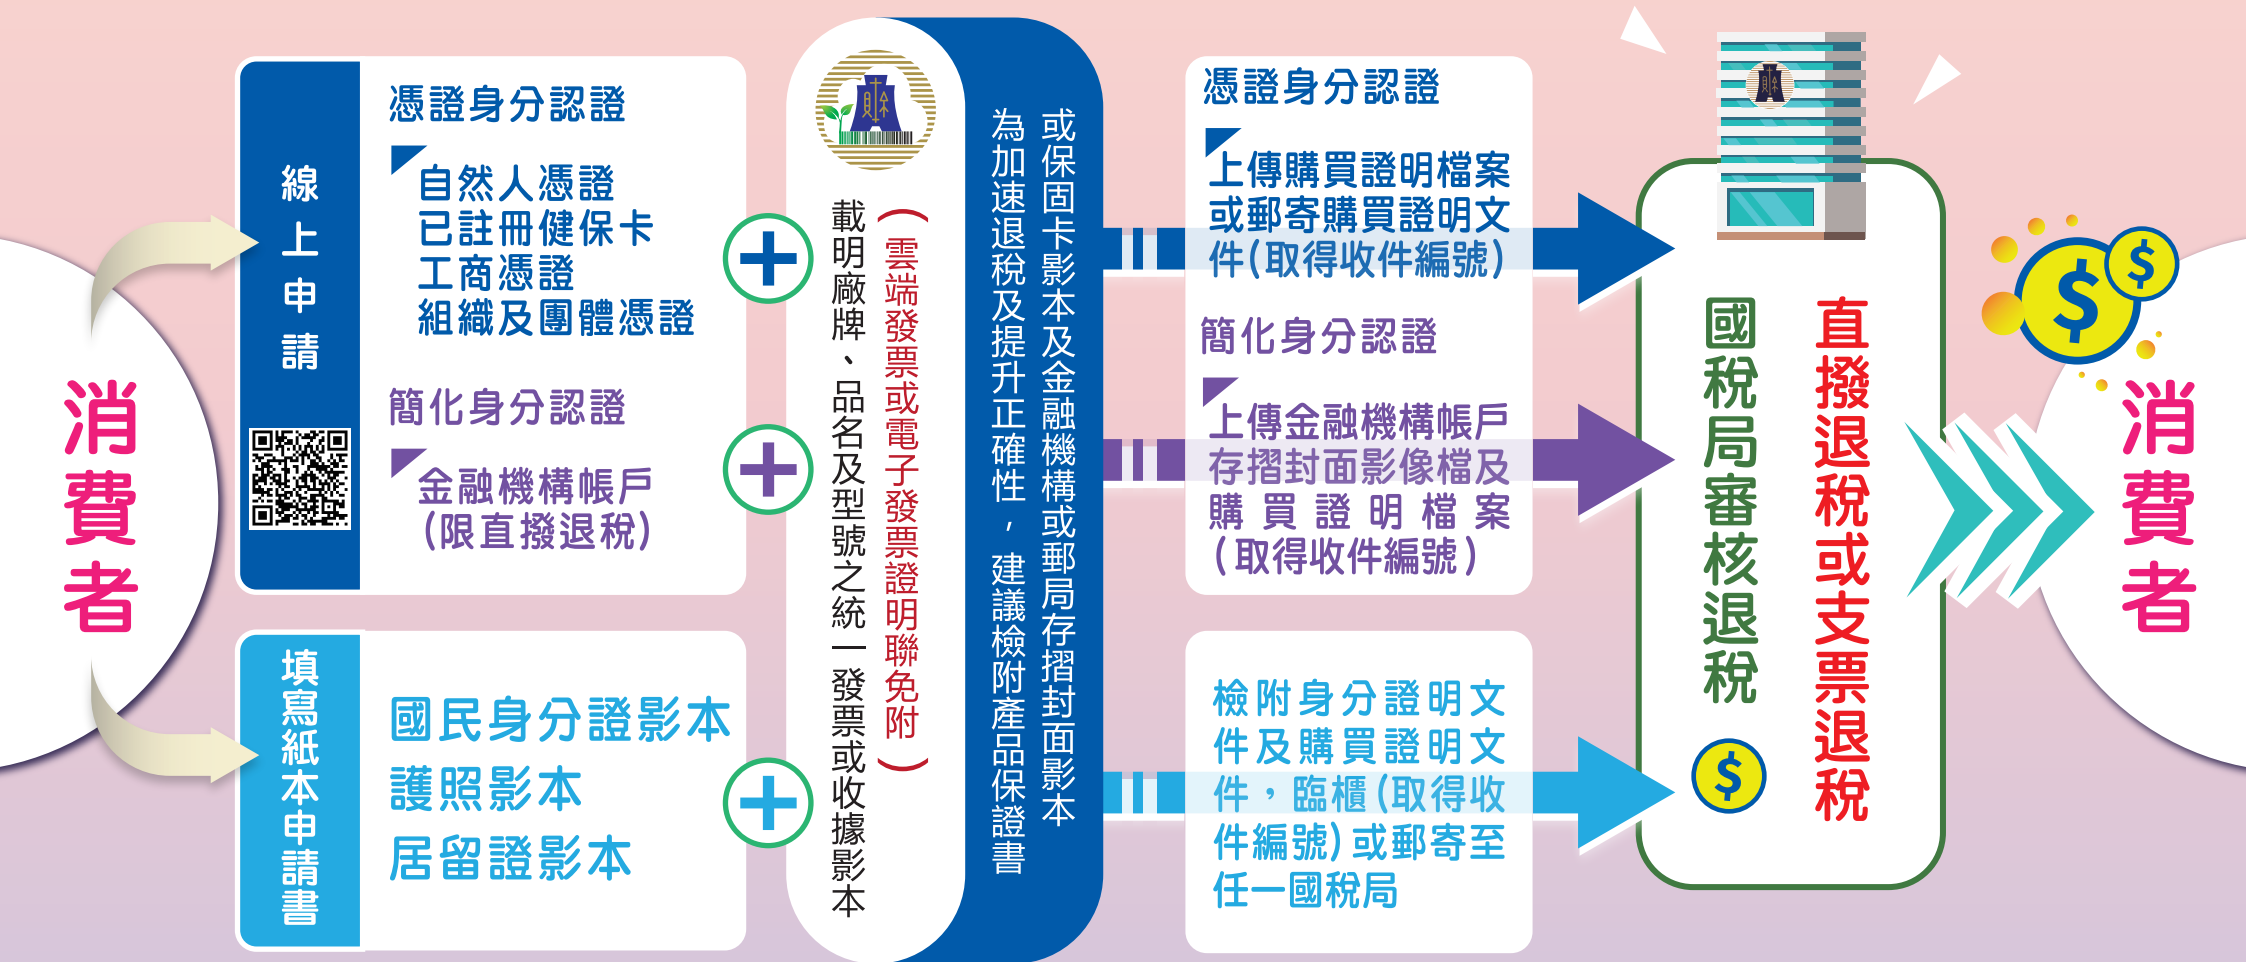 消費者
線上申請
憑證身分認證
自然人憑證
已註冊健保卡
工商憑證
組織及團體憑證
簡化身分認證
金融機構帳戶
(限直撥退稅)
填寫紙本申請書
國民身分證影本
護照影本
居留證影本
財
載明廠牌、品名及型號之統一發票或收據影本
(雲端發票或電子發票證明聯免附)
為加速退稅及提升正確性,建議檢附產品保證書
或保固卡影本及金融機構或郵局存摺封面影本
憑證身分認證
上傳購買證明檔案
或郵寄購買證明文
件(取得收件編號)
簡化身分認證
上傳金融機構帳戶
存摺封面影像檔及
購買證明檔案
(取得收件編號)
檢附身分證明文
件及購買證明文
件,臨櫃(取得收
件編號)或郵寄至
任一國稅局
國稅局審核退稅
直撥退稅或支票退稅
$
$
$
消費者